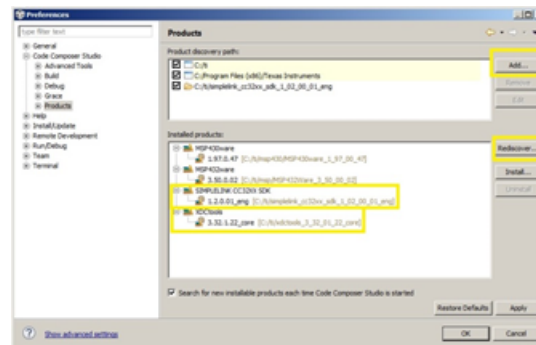 Preferences
type filter text
General
Code Composer Studio
Advanced Tools
Build
Debug
Grace
Products
Help
Install/Update
Remote Development
Run/Debug
Team
Terminal
Products
Product discovery path:
C:/ti
C:/Program Files (x86)/Texas Instruments
C:/ti/simplelink_cc32xx_sdk_1_02_00_01_eng
Add...
Remove
Edit
Installed products:
MSP430ware
1.97.0.47 [C:/ti/msp430/MSP430ware_1_97_00_47]
MSP432ware
3.50.0.02 [C:/ti/msp/MSP432Ware_3_50_00_02]
SIMPLELINK CC32XX SDK
1.2.0.01_eng [C:/ti/simplelink_cc32xx_sdk_1_02_00_01_eng]
XDCtools
3.32.1.22_core [C:/ti/xdctools_3_32_01_22_core]
Rediscover...
Install...
Uninstall
Search for new installable products each time Code Composer Studio is started
Restore Defaults
Apply
Show advanced settings
OK
Cancel